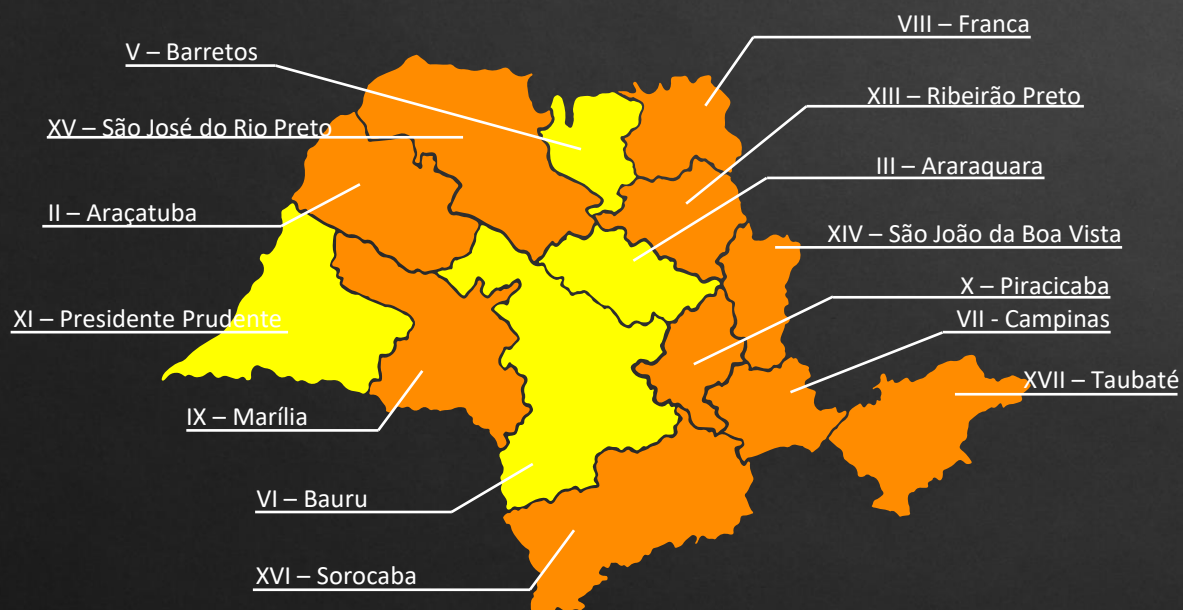 VIII – Franca
V – Barretos
XIII – Ribeirão Preto
XV – São José do Rio Preto
III – Araraquara
II – Araçatuba
XIV – São João da Boa Vista
X – Piracicaba
XI – Presidente Prudente
VII - Campinas
XVII – Taubaté
IX – Marília
VI – Bauru
XVI – Sorocaba